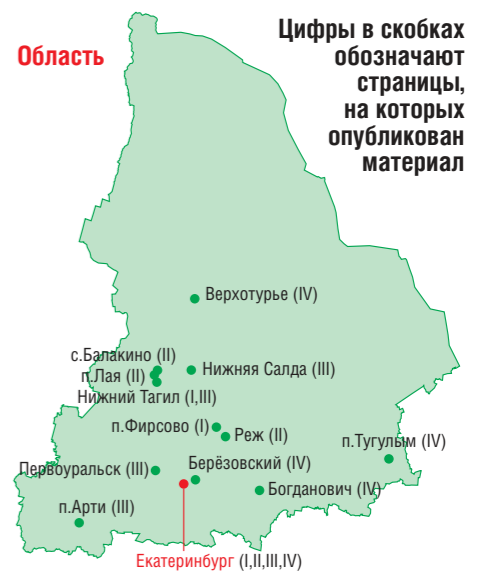 Область
Цифры в скобках
обозначают
страницы,
на которых
опубликован
материал
Верхотурье (IV)
с.Балакино (II)
п.Лая (II)
Нижняя Салда (III)
Нижний Тагил (I,III)
п.Фирсово (I)
Реж (II)
п.Тугулым (IV)
Первоуральск (III)
Берёзовский (IV)
Богданович (IV)
п.Арти (III)
Екатеринбург (I,II,III,IV)